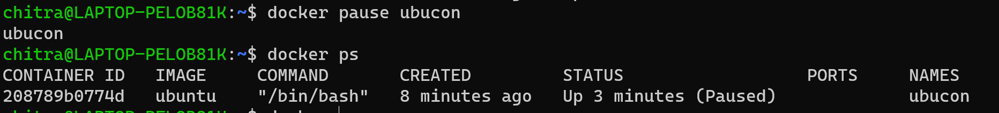 chitra@LAPTOP-PELOB81K:~$ docker pause ubucon
ubucon
chitra@LAPTOP-PELOB81K:~$ docker ps
CONTAINER ID   IMAGE     COMMAND       CREATED         STATUS                  PORTS     NAMES
208789b0774d   ubuntu    "/bin/bash"   8 minutes ago   Up 3 minutes (Paused)             ubucon